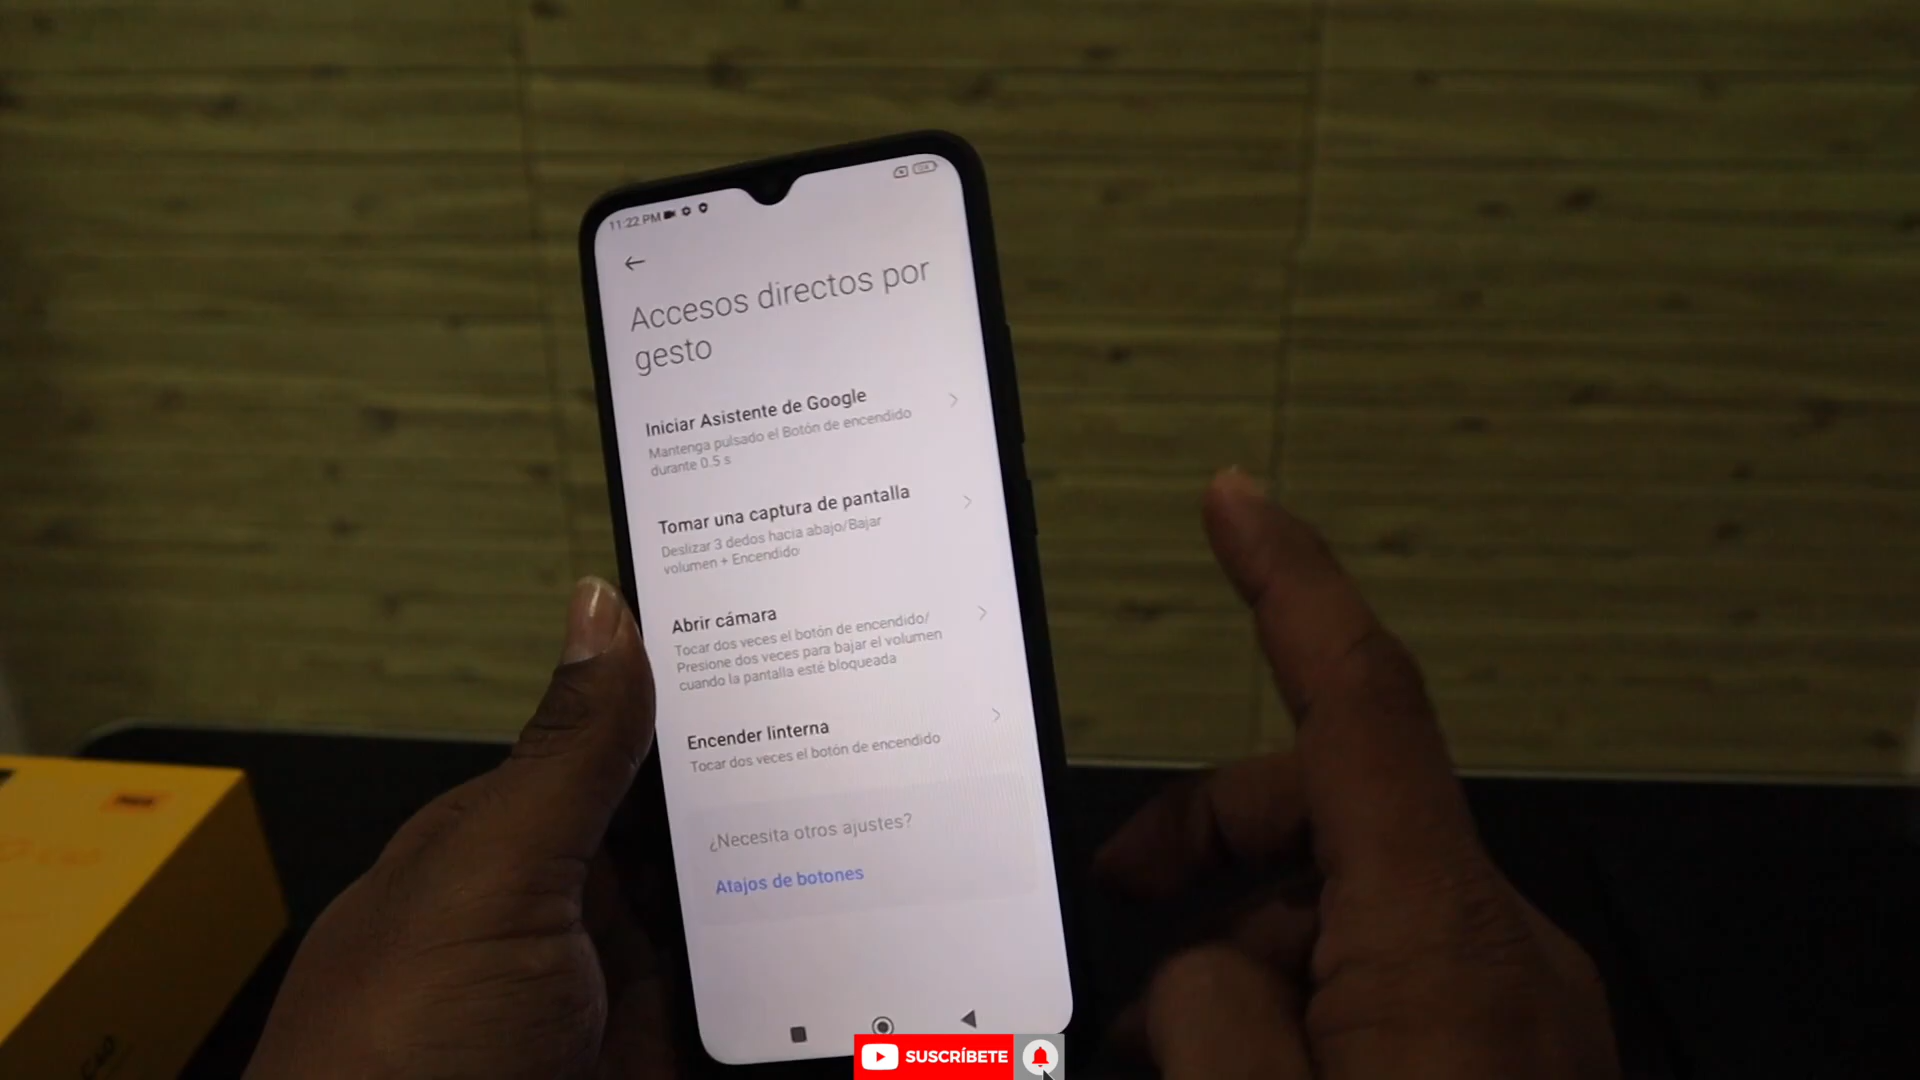 11:22 PM
Accesos directos por
gesto
Iniciar Asistente de Google
Mantenga pulsado el Botón de encendido
durante 0.5 s
Tomar una captura de pantalla
Deslizar 3 dedos hacia abajo/Bajar
volumen + Encendido
Abrir cámara
Tocar dos veces el botón de encendido/
Presione dos veces para bajar el volumen
cuando la pantalla esté bloqueada
Encender linterna
Tocar dos veces el botón de encendido
¿Necesita otros ajustes?
Atajos de botones
SUSCRÍBETE
C40